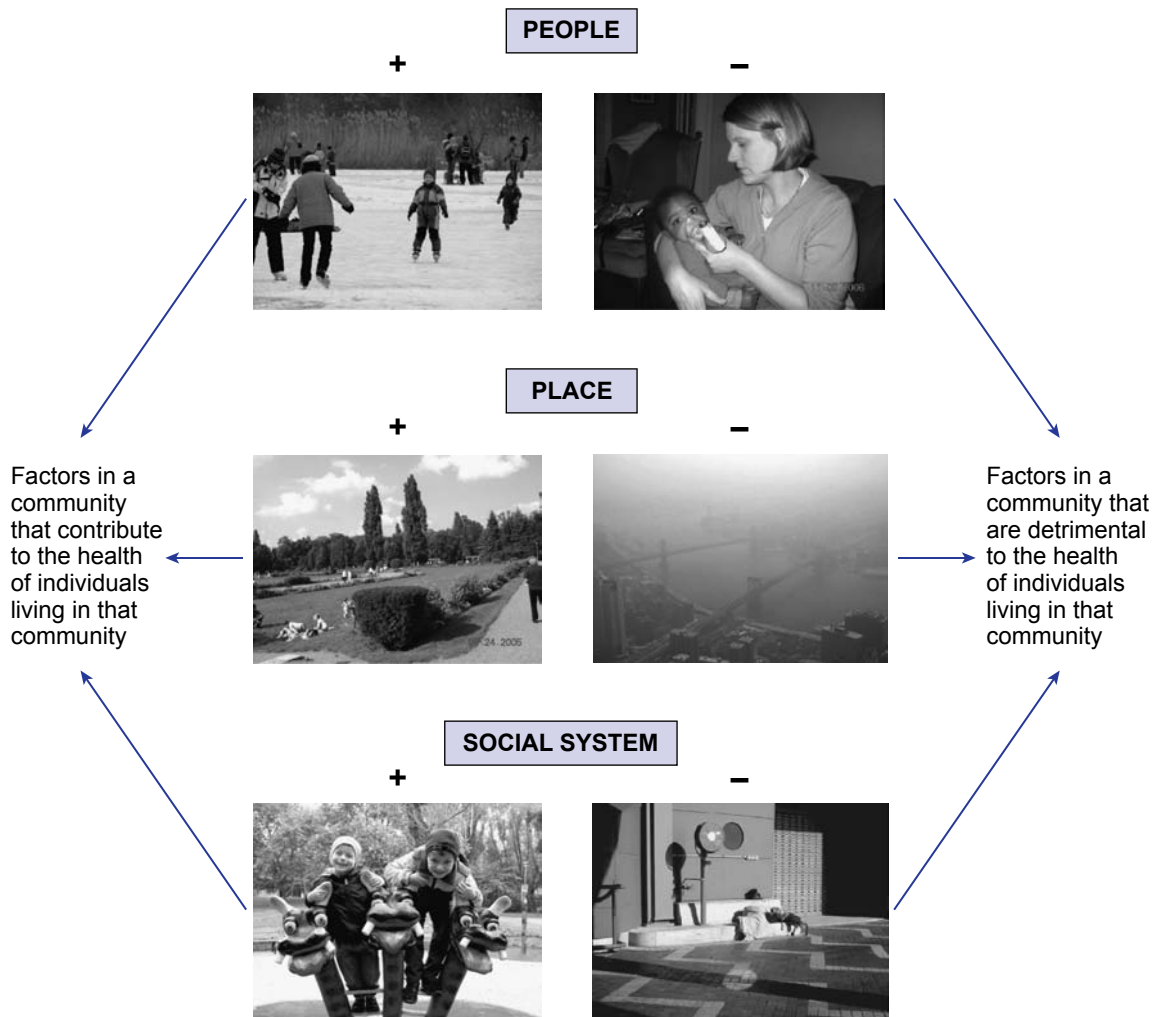 PEOPLE
+ −
PLACE
+ −
Factors in a
community
that contribute
to the health
of individuals
living in that
community
Factors in a
community that
are detrimental
to the health
of individuals
living in that
community
SOCIAL SYSTEM
+ −